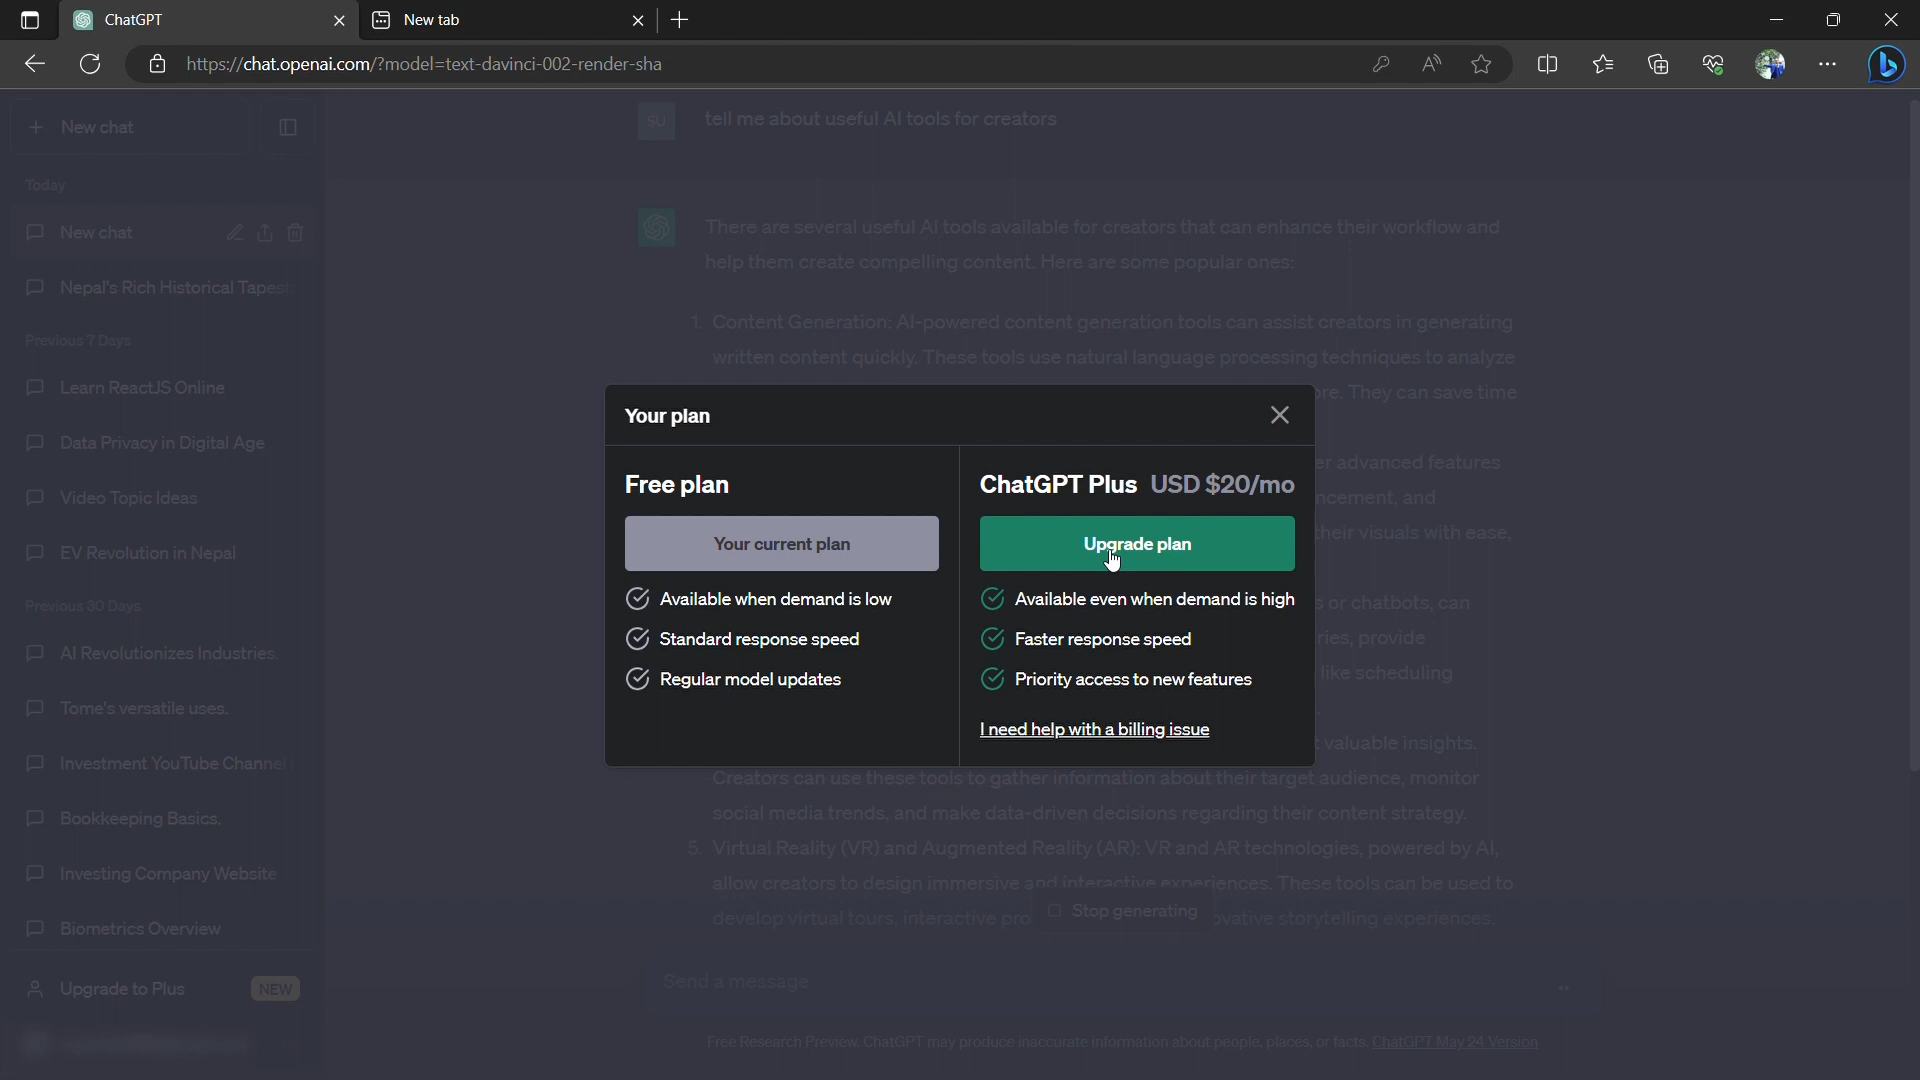 ChatGPT
New tab
https://chat.openai.com/?model=text-davinci-002-render-sha
New chat
Today
New chat
Nepal's Rich Historical Tapest
Previous 7 Days
Learn ReactJS Online
Data Privacy in Digital Age
Video Topic Ideas
EV Revolution in Nepal
Previous 30 Days
AI Revolutionizes Industries.
Tome's versatile uses.
Investment YouTube Channel
Bookkeeping Basics.
Investing Company Website
Biometrics Overview
Upgrade to Plus NEW
SU tell me about useful AI tools for creators
There are several useful AI tools available for creators that can enhance their workflow and
help them create compelling content. Here are some popular ones:
1. Content Generation: AI-powered content generation tools can assist creators in generating
written content quickly. These tools use natural language processing techniques to analyze
They can save time
advanced features
and
their visuals with ease,
or chatbots, can
provide
like scheduling
valuable insights.
Your plan
Free plan
Your current plan
Available when demand is low
Standard response speed
Regular model updates
ChatGPT Plus USD $20/mo
Upgrade plan
Available even when demand is high
Faster response speed
Priority access to new features
I need help with a billing issue
Creators can use these tools to gather information about their target audience, monitor
social media trends, and make data-driven decisions regarding their content strategy.
5. Virtual Reality (VR) and Augmented Reality (AR): VR and AR technologies, powered by AI,
allow creators to design immersive and interactive experiences. These tools can be used to
develop virtual tours, interactive pro
Stop generating
ovative storytelling experiences.
Send a message
Free Research Preview. ChatGPT may produce inaccurate information about people, places, or facts. ChatGPT May 24 Version